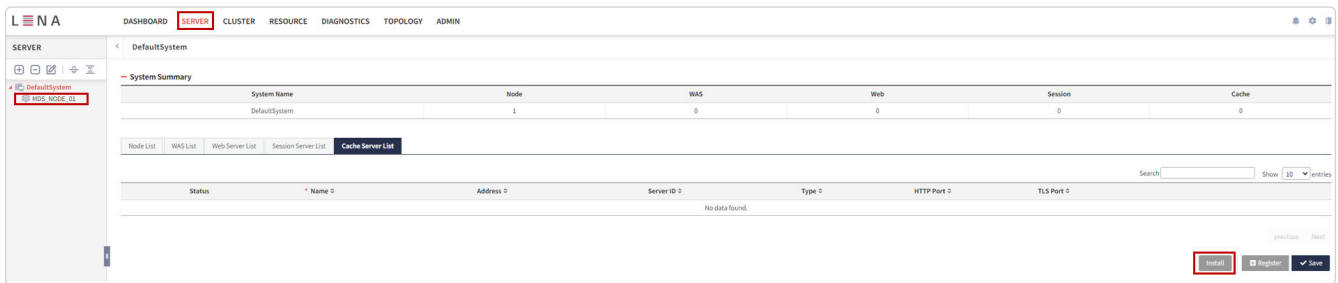 LENA DASHBOARD SERVER CLUSTER RESOURCE DIAGNOSTICS TOPOLOGY ADMIN
SERVER
DefaultSystem
DefaultSystem
MDS_NODE_01
System Summary
System Name Node WAS Web Session Cache
DefaultSystem 1 0 0 0 0
Node List WAS List Web Server List Session Server List Cache Server List
Search Show 10 entries
Status * Name Address Server ID Type HTTP Port TLS Port
No data found.
previous Next
Install Register Save